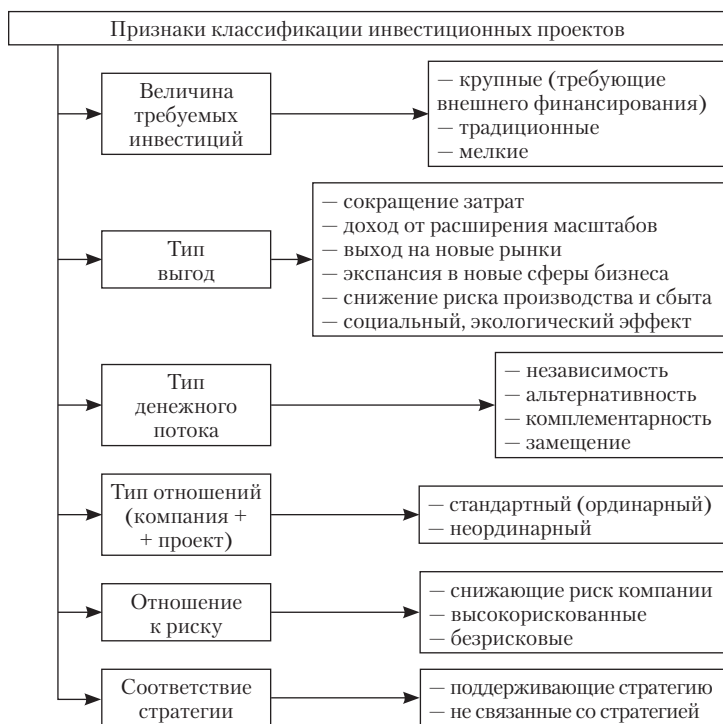 Признаки классификации инвестиционных проектов
Величина
требуемых
инвестиций
— крупные (требующие
внешнего финансирования)
— традиционные
— мелкие
Тип
выгод
— сокращение затрат
— доход от расширения масштабов
— выход на новые рынки
— экспансия в новые сферы бизнеса
— снижение риска производства и сбыта
— социальный, экологический эффект
Тип
денежного
потока
— независимость
— альтернативность
— комплементарность
— замещение
Тип отношений
(компания +
+ проект)
— стандартный (ординарный)
— неординарный
Отношение
к риску
— снижающие риск компании
— высокорискованные
— безрисковые
Соответствие
стратегии
— поддерживающие стратегию
— не связанные со стратегией